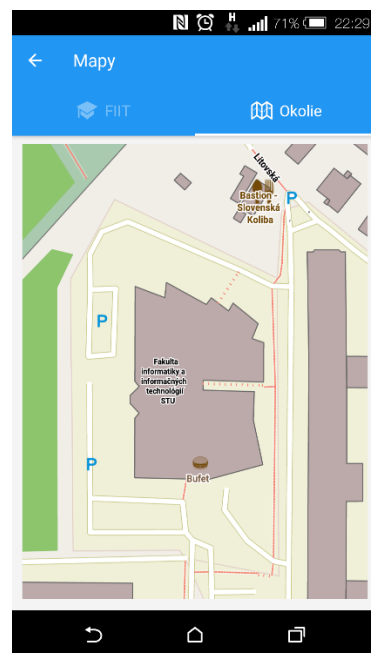 H
71% 22:29
Mapy
FIIT
Okolie
Litovská
Bastion -
Slovenská
Koliba
P
P
Fakulta
informatiky a
informačných
technológií
STU
P
Bufet